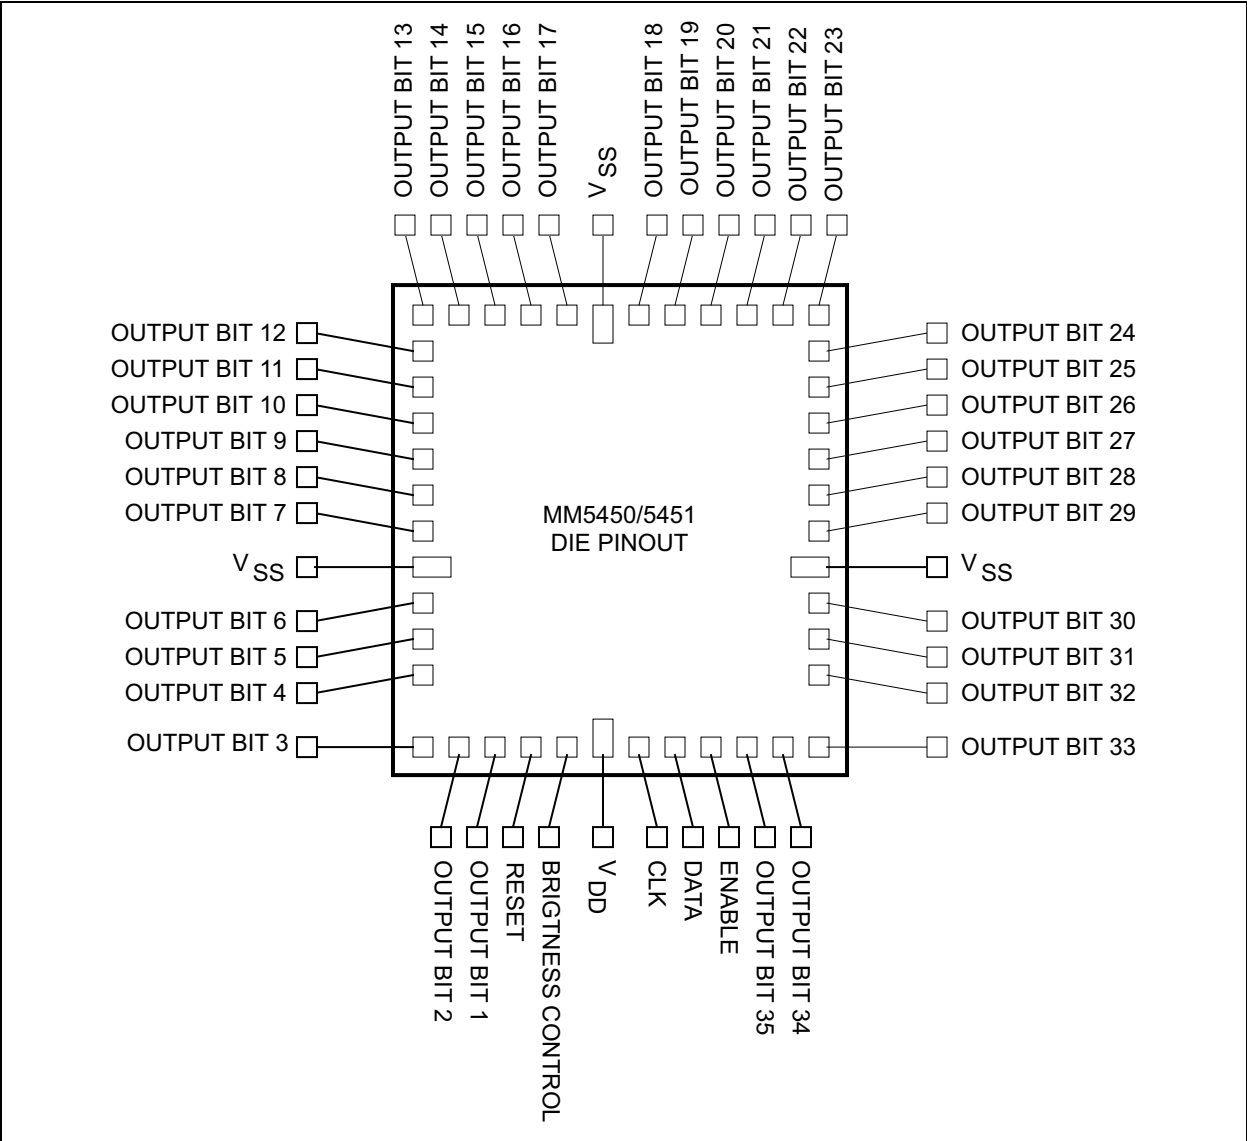 OUTPUT BIT 13
OUTPUT BIT 14
OUTPUT BIT 15
OUTPUT BIT 16
OUTPUT BIT 17
VSS
OUTPUT BIT 18
OUTPUT BIT 19
OUTPUT BIT 20
OUTPUT BIT 21
OUTPUT BIT 22
OUTPUT BIT 23
OUTPUT BIT 12
OUTPUT BIT 11
OUTPUT BIT 10
OUTPUT BIT 9
OUTPUT BIT 8
OUTPUT BIT 7
VSS
OUTPUT BIT 6
OUTPUT BIT 5
OUTPUT BIT 4
OUTPUT BIT 3
MM5450/5451
DIE PINOUT
OUTPUT BIT 24
OUTPUT BIT 25
OUTPUT BIT 26
OUTPUT BIT 27
OUTPUT BIT 28
OUTPUT BIT 29
VSS
OUTPUT BIT 30
OUTPUT BIT 31
OUTPUT BIT 32
OUTPUT BIT 33
OUTPUT BIT 2
OUTPUT BIT 1
RESET
BRIGTNESS CONTROL
VDD
CLK
DATA
ENABLE
OUTPUT BIT 35
OUTPUT BIT 34